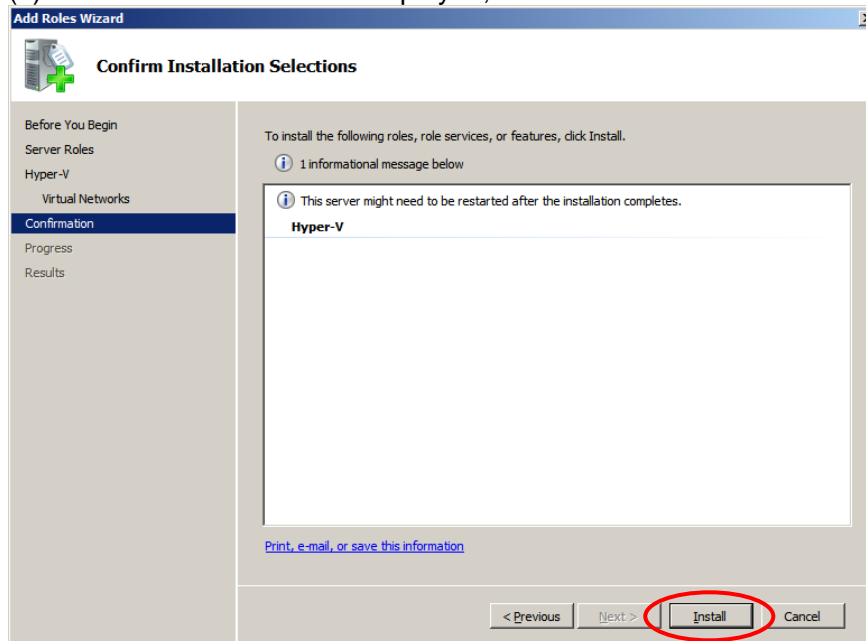 Add Roles Wizard
Confirm Installation Selections
Before You Begin
Server Roles
Hyper-V
Virtual Networks
Confirmation
Progress
Results
To install the following roles, role services, or features, click Install.
1 informational message below
This server might need to be restarted after the installation completes.
Hyper-V
Print, e-mail, or save this information
< Previous Next > Install Cancel